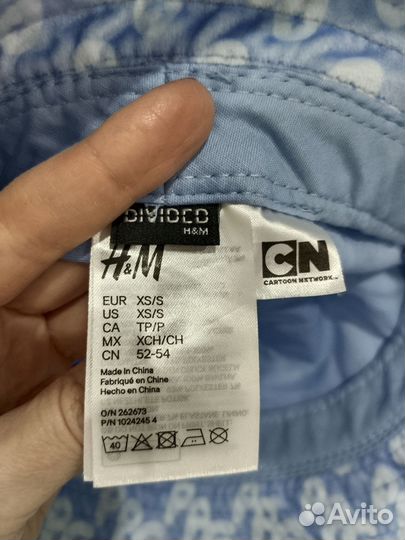 DIVIDED
H&M
H&M
CN
CARTOON NETWORK
EUR XS/S
US XS/S
CA TP/P
MX XCH/CH
CN 52-54
Made in China
Fabriqué en Chine
Hecho en China
O/N 262673
P/N 1024245 4
40
Avito